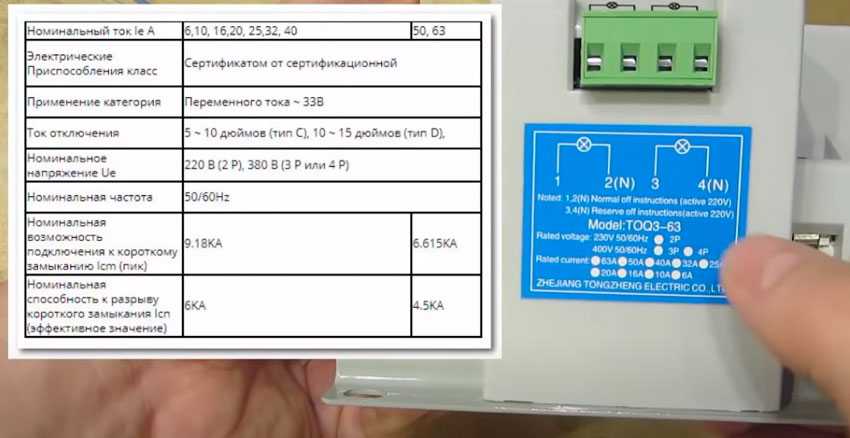 Номинальный ток Ie A 6,10, 16,20, 25,32, 40 50, 63
Электрические
Приспособления класс
Сертификатом от сертификационной
Применение категория Переменного тока ~ 33В
Ток отключения 5 ~ 10 дюймов (тип C), 10 ~ 15 дюймов (тип D),
Номинальное
напряжение Ue
220 В (2 P), 380 В (3 P или 4 P)
Номинальная частота 50/60Hz
Номинальная
возможность
подключения к короткому
замыканию Icm (пик)
9.18KA 6.615KA
Номинальная
способность к разрыву
короткого замыкания Icn
(эффективное значение)
6KA 4.5KA
1 2(N) 3 4(N)
Noted: 1,2(N) Normal off instructions (active 220V)
3,4(N) Reserve off instructions(active 220V)
Model:TOQ3-63
Rated voltage: 230V 50/60Hz 2P
400V 50/60Hz 3P 4P
Rated current: 63A 50A 40A 32A
20A 16A 10A 6A
ZHEJIANG TONGZHENG ELECTRIC CO.,